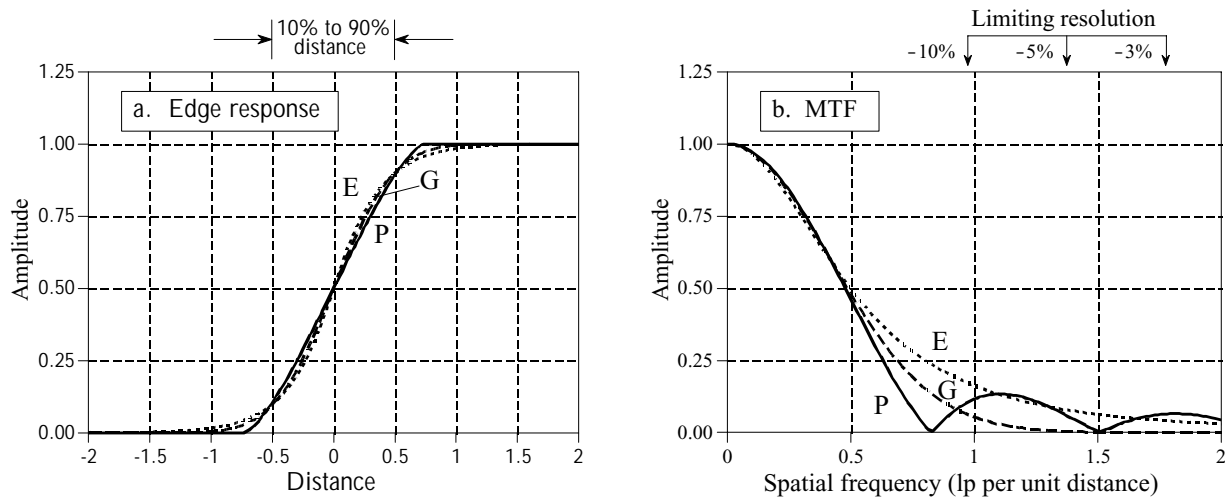 10% to 90%
distance
a. Edge response
1.25
1.00
0.75
0.50
0.25
0.00
Amplitude
E
G
P
-2
-1.5
-1
-0.5
0
0.5
1
1.5
2
Distance
Limiting resolution
-10%
-5%
-3%
b. MTF
1.25
1.00
0.75
0.50
0.25
0.00
Amplitude
E
G
P
0
0.5
1
1.5
2
Spatial frequency (lp per unit distance)